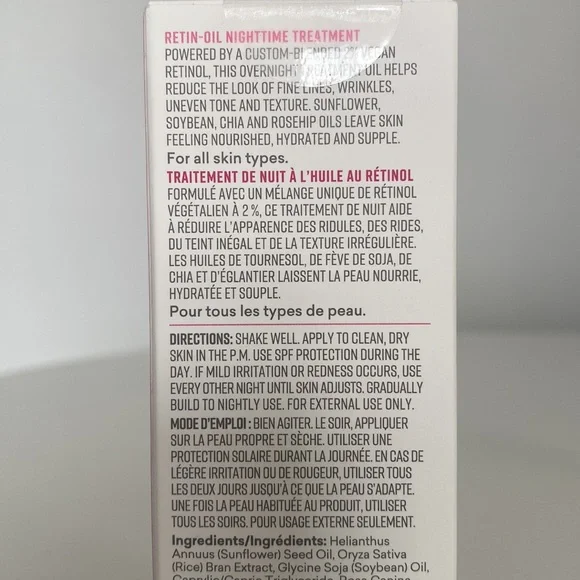 RETIN-OIL NIGHTTIME TREATMENT
POWERED BY A CUSTOM-BLENDED 2% VEGAN
RETINOL, THIS OVERNIGHT TREATMENT OIL HELPS
REDUCE THE LOOK OF FINE LINES, WRINKLES,
UNEVEN TONE AND TEXTURE. SUNFLOWER,
SOYBEAN, CHIA AND ROSEHIP OILS LEAVE SKIN
FEELING NOURISHED, HYDRATED AND SUPPLE.
For all skin types.
TRAITEMENT DE NUIT À L'HUILE AU RÉTINOL
FORMULÉ AVEC UN MÉLANGE UNIQUE DE RÉTINOL
VÉGÉTALIEN À 2 %, CE TRAITEMENT DE NUIT AIDE
À RÉDUIRE L'APPARENCE DES RIDULES, DES RIDES,
DU TEINT INÉGAL ET DE LA TEXTURE IRRÉGULIÈRE.
LES HUILES DE TOURNESOL, DE FÈVE DE SOJA, DE
CHIA ET D'ÉGLANTIER LAISSENT LA PEAU NOURRIE,
HYDRATÉE ET SOUPLE.
Pour tous les types de peau.
DIRECTIONS: SHAKE WELL. APPLY TO CLEAN, DRY
SKIN IN THE P.M. USE SPF PROTECTION DURING THE
DAY. IF MILD IRRITATION OR REDNESS OCCURS, USE
EVERY OTHER NIGHT UNTIL SKIN ADJUSTS. GRADUALLY
BUILD TO NIGHTLY USE. FOR EXTERNAL USE ONLY.
MODE D'EMPLOI : BIEN AGITER. LE SOIR, APPLIQUER
SUR LA PEAU PROPRE ET SÈCHE. UTILISER UNE
PROTECTION SOLAIRE DURANT LA JOURNÉE. EN CAS DE
LÉGÈRE IRRITATION OU DE ROUGEUR, UTILISER TOUS
LES DEUX JOURS JUSQU'À CE QUE LA PEAU S'ADAPTE.
UNE FOIS LA PEAU HABITUÉE AU PRODUIT, UTILISER
TOUS LES SOIRS. POUR USAGE EXTERNE SEULEMENT.
Ingredients/Ingrédients: Helianthus
Annuus (Sunflower) Seed Oil, Oryza Sativa
(Rice) Bran Extract, Glycine Soja (Soybean) Oil,
Caprylic/Capric Triglyceride, Rosa Canina